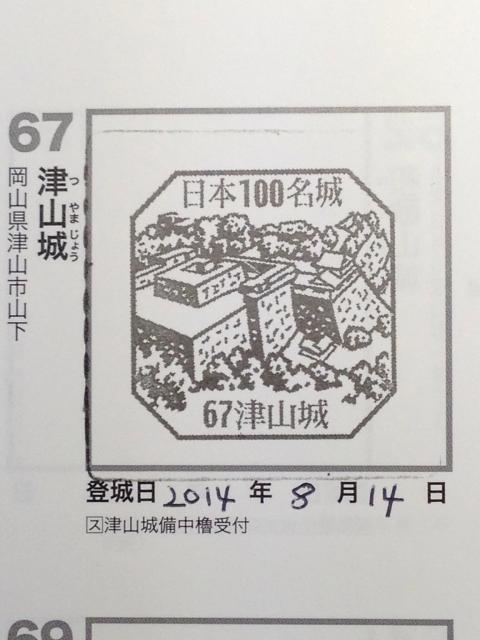 67
津山城
つ やま じょう
岡山県津山市山下
日本100名城
67津山城
登城日 2014 年 8 月 14 日
ス津山城備中櫓受付
69